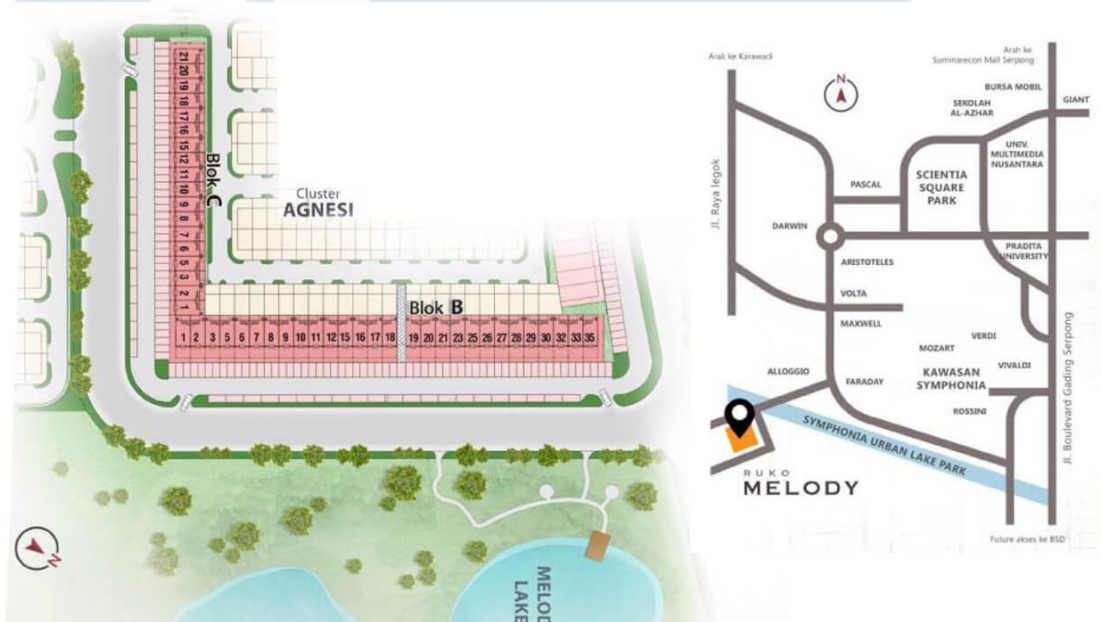 21 20 19 18 17 16 15 12 11 10 9 8 7 6 5 3 2 1
Blok C
Cluster
AGNESI
Blok B
1 2 3 5 6 7 8 9 10 11 12 15 16 17 18 19 20 21 23 25 26 27 28 29 30 32 33 35
MELOD
LAKE
N
Arak ke Karawaci
Arah ke
Summarecon Mall Serpong
N
BURSA MOBIL
GIANT
SEKOLAH
AL-AZHAR
UNIV.
MULTIMEDIA
NUSANTARA
Jl. Raya legok
PASCAL
SCIENTIA
SQUARE
PARK
DARWIN
ARISTOTELES
PRADITA
UNIVERSITY
VOLTA
MAXWELL
VERDI
MOZART
VIVALDI
KAWASAN
SYMPHONIA
ALLOGGIO
FARADAY
ROSSINI
Jl. Boulevard Gading Serpong
SYMPHONIA URBAN LAKE PARK
RUKO
MELODY
Future akses ke BSD